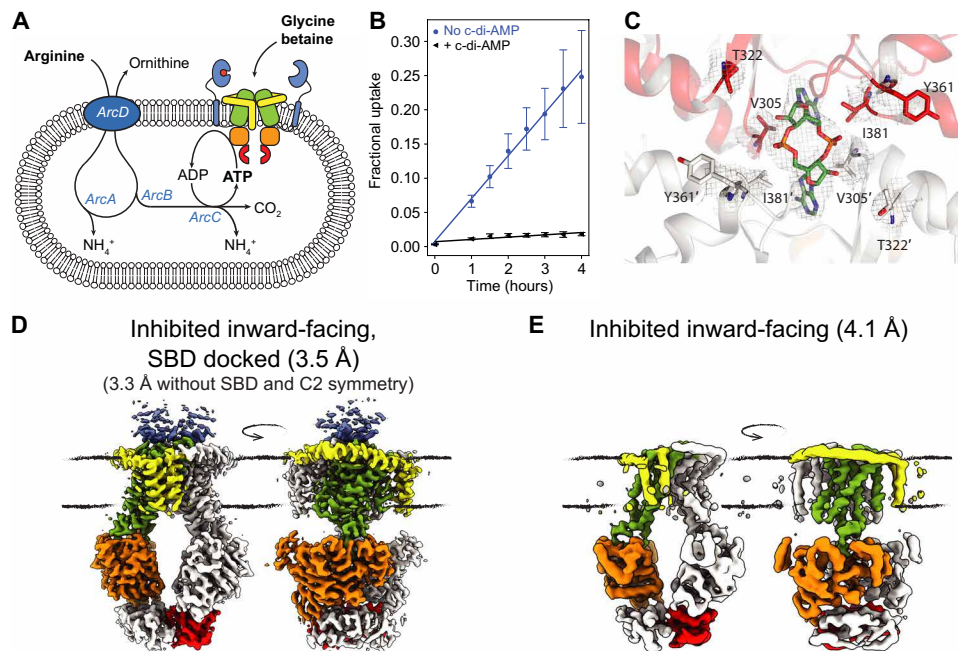 A
Arginine
Ornithine
Glycine
betaine
ArcD
ArcA
ArcB
ArcC
ADP
ATP
CO₂
NH₄⁺
NH₄⁺
B
No c-di-AMP
+ c-di-AMP
Fractional uptake
0.30
0.25
0.20
0.15
0.10
0.05
0.00
0 1 2 3 4
Time (hours)
C
T322
Y361
V305
I381
Y361′
I381′
V305′
T322′
D
Inhibited inward-facing,
SBD docked (3.5 Å)
(3.3 Å without SBD and C2 symmetry)
E
Inhibited inward-facing (4.1 Å)